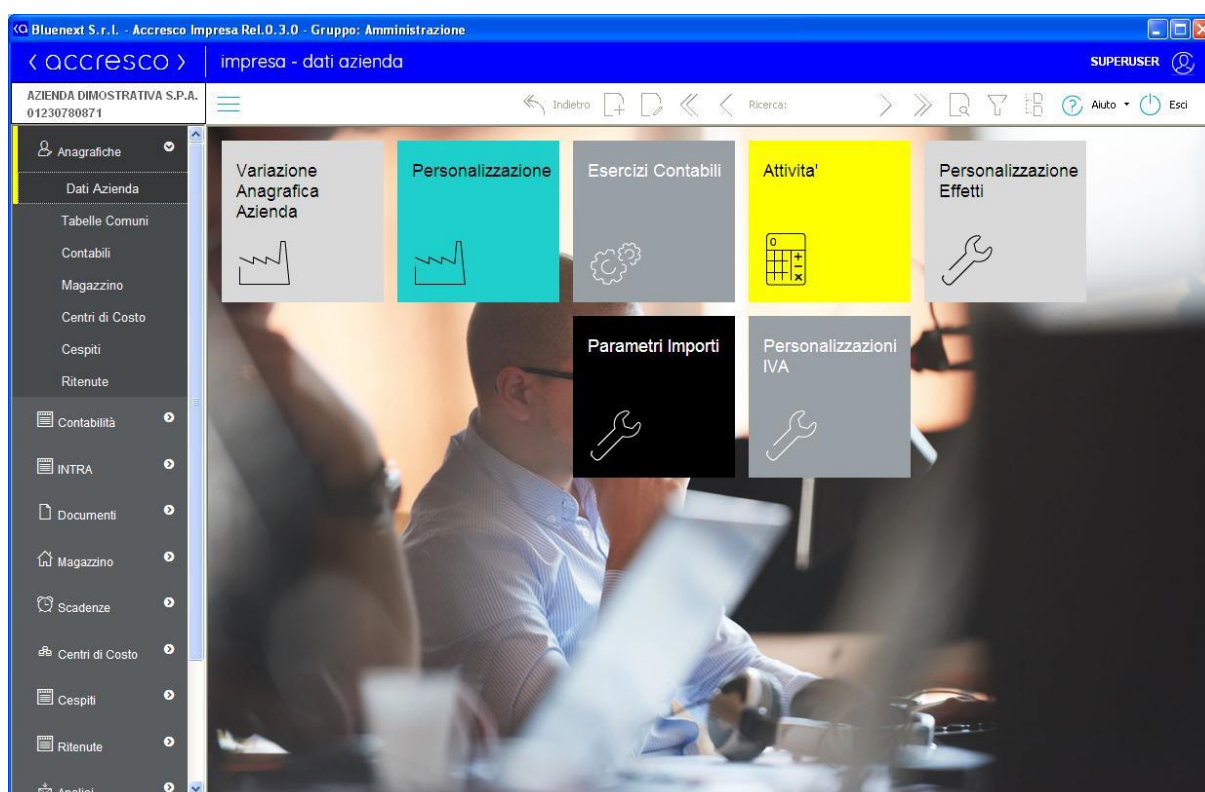 Bluenext S.r.l. - Accresco Impresa Rel.0.3.0 - Gruppo: Amministrazione
‹ accresco › impresa - dati azienda SUPERUSER
AZIENDA DIMOSTRATIVA S.P.A.
01230780871
Indietro Ricerca: Aiuto Esci
Anagrafiche
Dati Azienda
Tabelle Comuni
Contabili
Magazzino
Centri di Costo
Cespiti
Ritenute
Contabilità
INTRA
Documenti
Magazzino
Scadenze
Centri di Costo
Cespiti
Ritenute
Analisi
Variazione
Anagrafica
Azienda
Personalizzazione
Esercizi Contabili
Attivita'
Personalizzazione
Effetti
Parametri Importi
Personalizzazioni
IVA